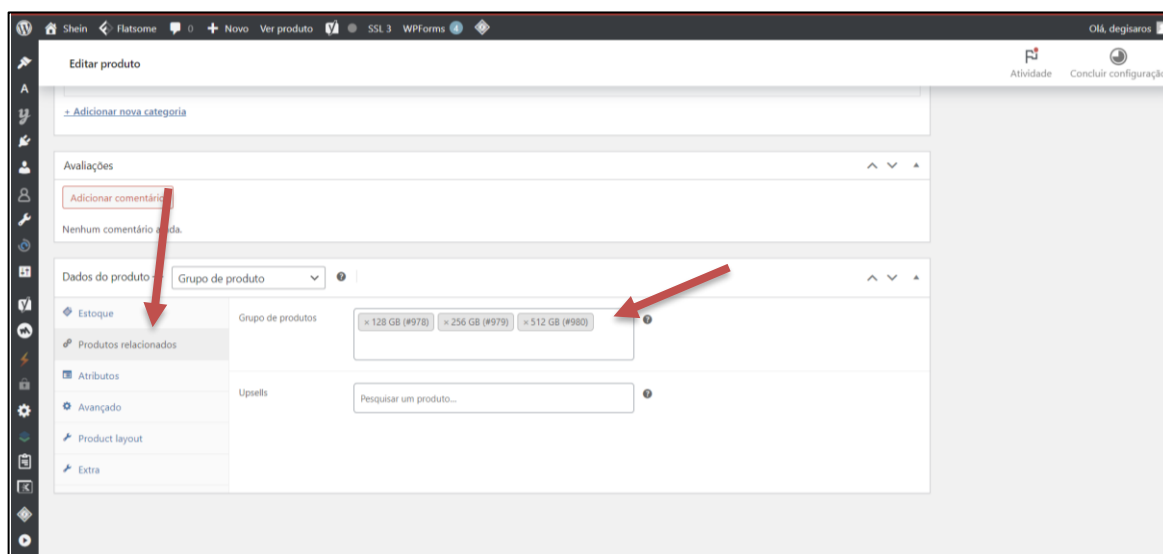 Shein Flatsome 0 + Novo Ver produto SSL 3 WPForms 4 Olá, degisaros
Editar produto
Atividade Concluir configuração
+ Adicionar nova categoria
Avaliações
Adicionar comentário
Nenhum comentário ainda.
Dados do produto — Grupo de produto
Estoque
Produtos relacionados
Atributos
Avançado
Product layout
Extra
Grupo de produtos
× 128 GB (#978) × 256 GB (#979) × 512 GB (#980)
Upsells
Pesquisar um produto...